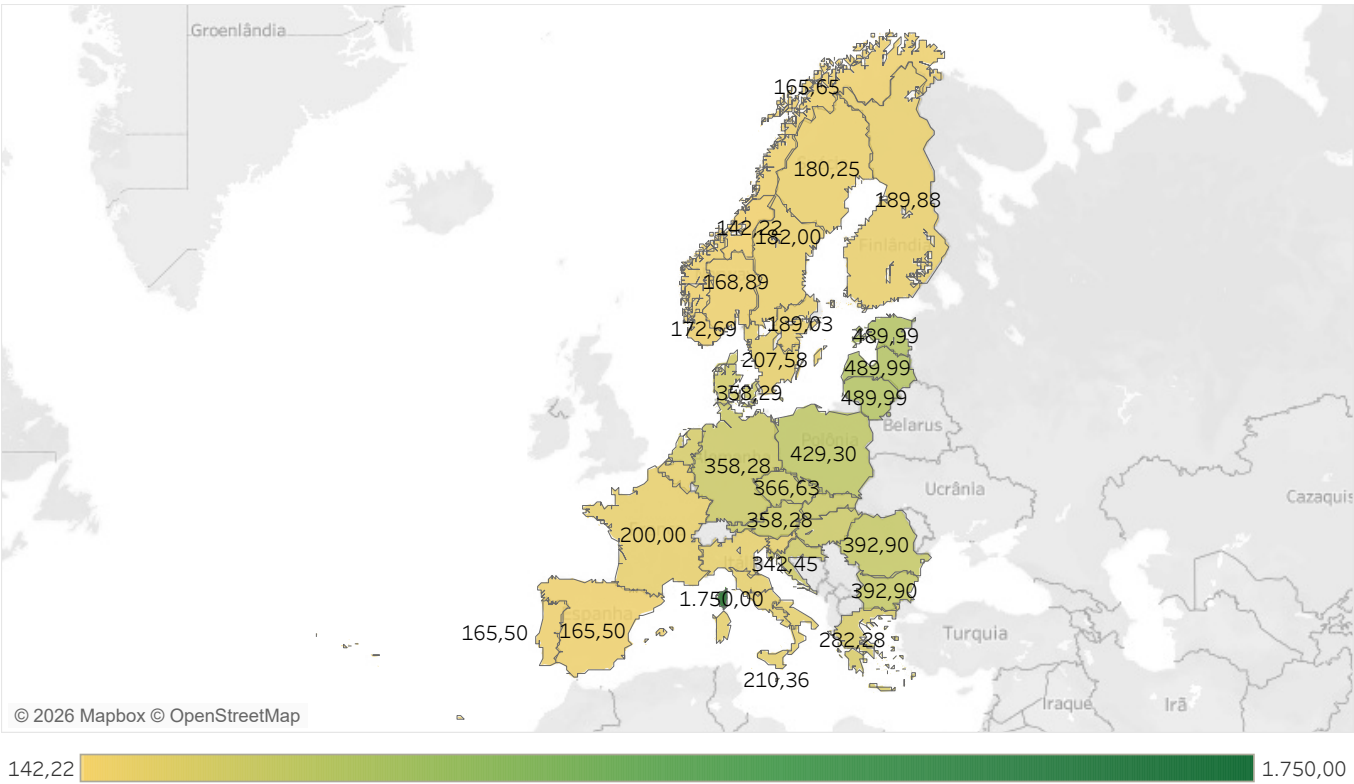 Groenlândia
165,65
180,25
189,88
142,22
182,00
Finlândia
168,89
172,69
189,03
489,99
207,58
489,99
358,29
489,99
Belarus
Polônia
429,30
358,28
366,63
Ucrânia
Cazaquis
358,28
200,00
392,90
342,45
392,90
1.750,00
Espanha
165,50
165,50
Turquia
282,28
210,36
Iraque
Irã
© 2026 Mapbox © OpenStreetMap
142,22
1.750,00